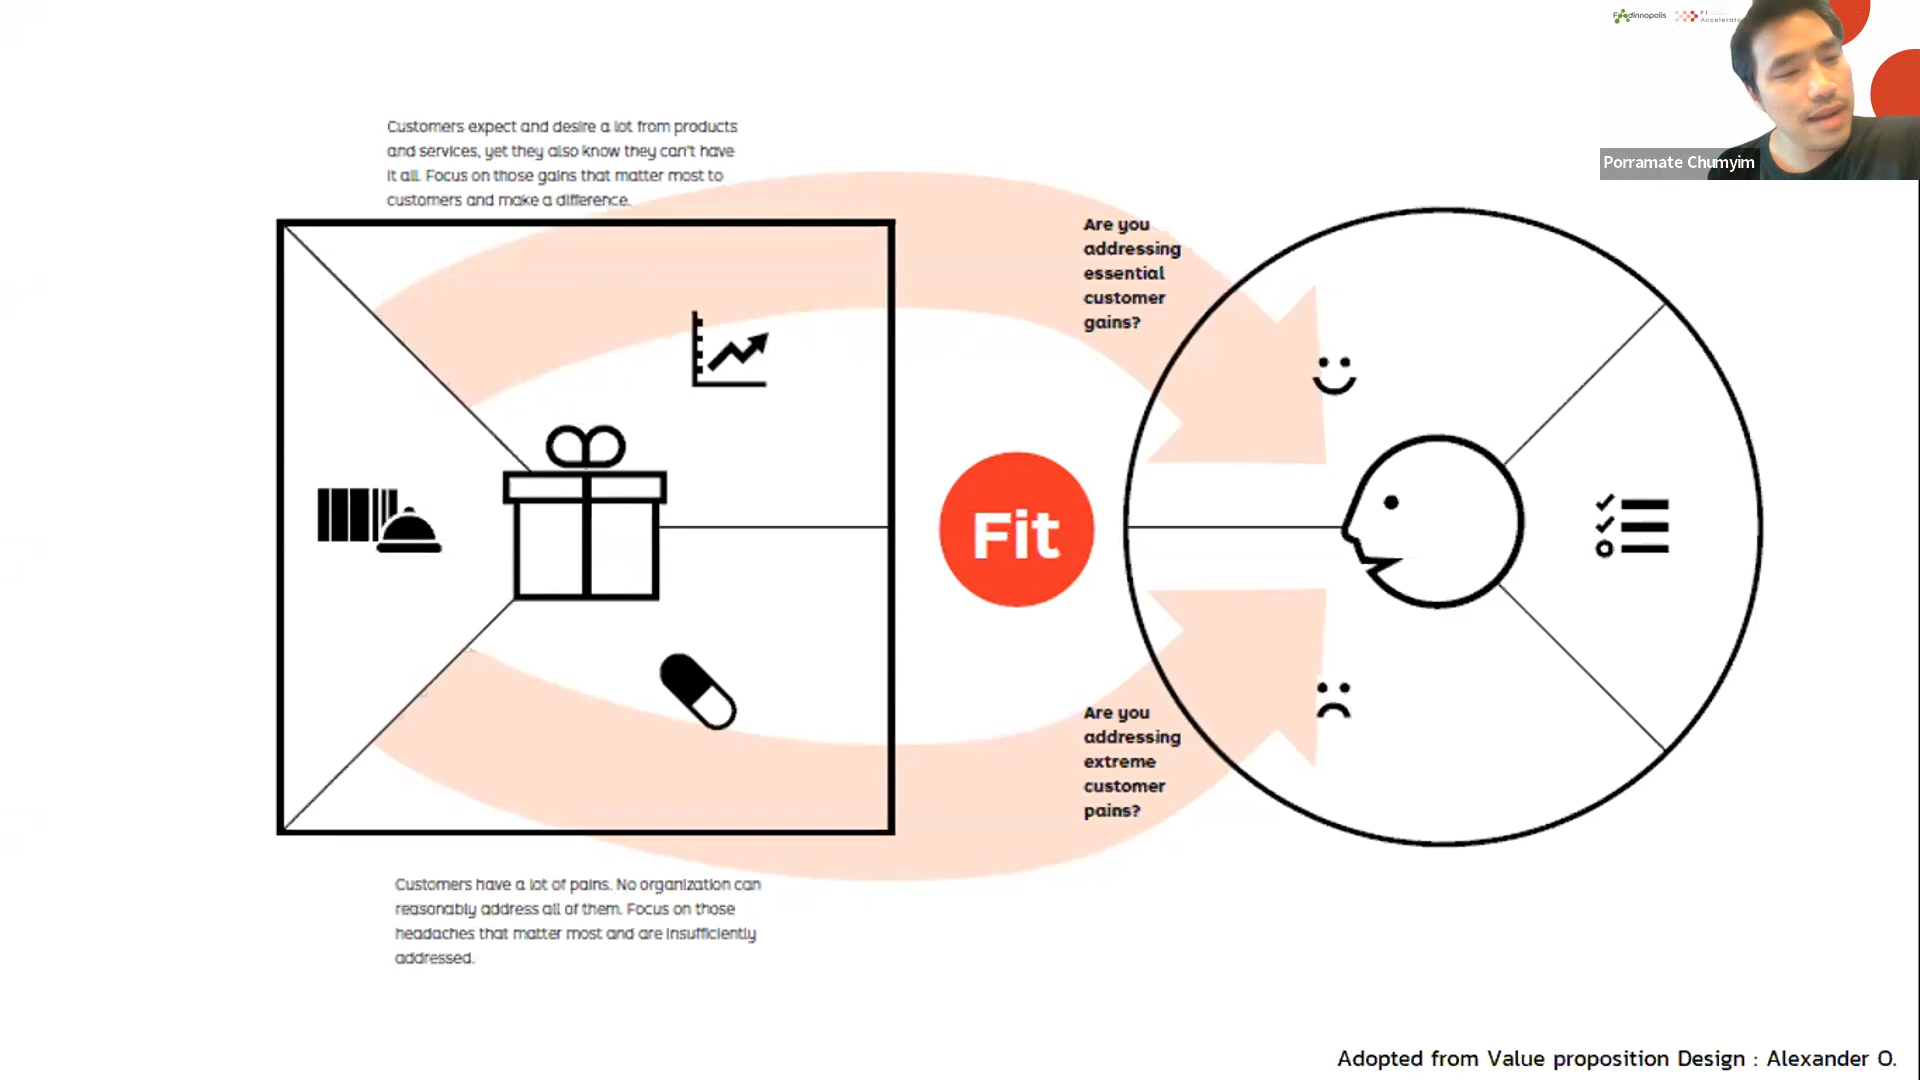 Foodinnopolis
FI
Accelerator
Porramate Chumyim
Customers expect and desire a lot from products
and services, yet they also know they can't have
it all. Focus on those gains that matter most to
customers and make a difference.
Are you
addressing
essential
customer
gains?
Fit
Are you
addressing
extreme
customer
pains?
Customers have a lot of pains. No organization can
reasonably address all of them. Focus on those
headaches that matter most and are insufficiently
addressed.
Adopted from Value proposition Design : Alexander O.